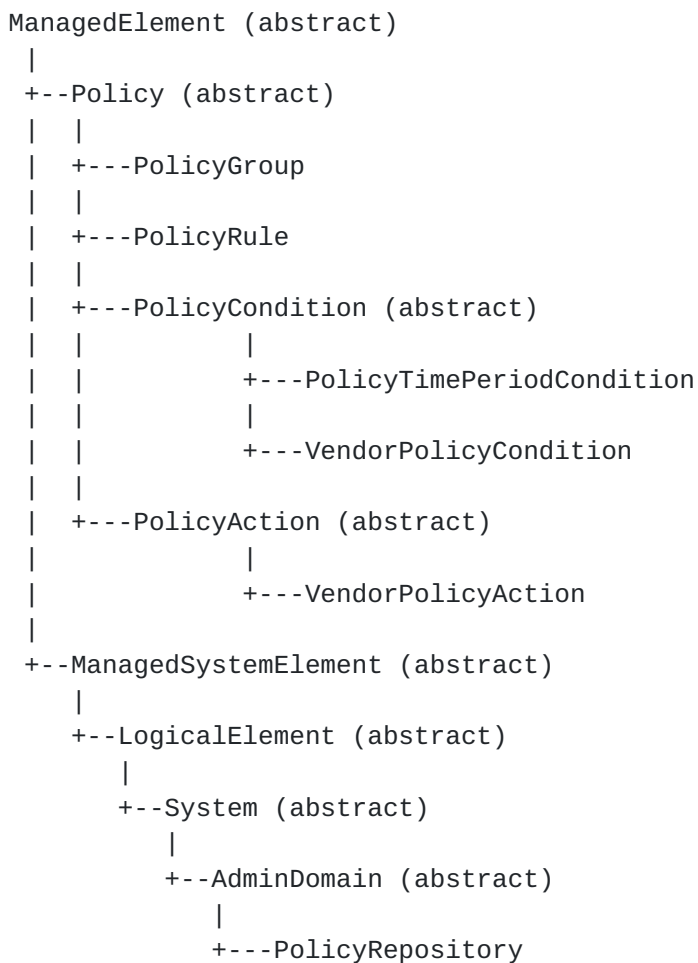 ManagedElement (abstract)
 |
 +--Policy (abstract)
 |  |
 |  +---PolicyGroup
 |  |
 |  +---PolicyRule
 |  |
 |  +---PolicyCondition (abstract)
 |  |          |
 |  |          +---PolicyTimePeriodCondition
 |  |          |
 |  |          +---VendorPolicyCondition
 |  |
 |  +---PolicyAction (abstract)
 |             |
 |             +---VendorPolicyAction
 |
 +--ManagedSystemElement (abstract)
    |
    +--LogicalElement (abstract)
       |
       +--System (abstract)
          |
          +--AdminDomain (abstract)
             |
             +---PolicyRepository